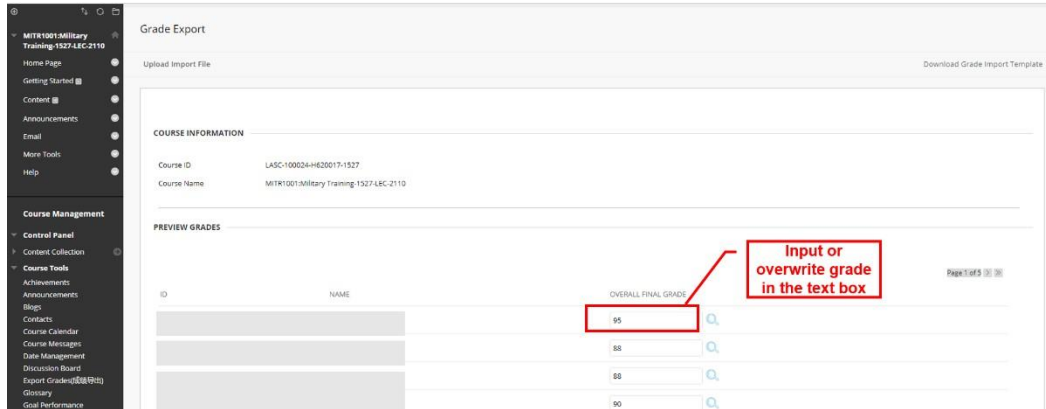 MITR1001:Military
Training-1527-LEC-2110
Home Page
Getting Started
Content
Announcements
Email
More Tools
Help
Course Management
Control Panel
Content Collection
Course Tools
Achievements
Announcements
Blogs
Contacts
Course Calendar
Course Messages
Date Management
Discussion Board
Export Grades(成绩导出)
Glossary
Goal Performance
Grade Export
Upload Import File
Download Grade Import Template
COURSE INFORMATION
Course ID LASC-100024-H620017-1527
Course Name MITR1001:Military Training-1527-LEC-2110
PREVIEW GRADES
Input or
overwrite grade
in the text box
Page 1 of 5
ID NAME OVERALL FINAL GRADE
95
88
88
90